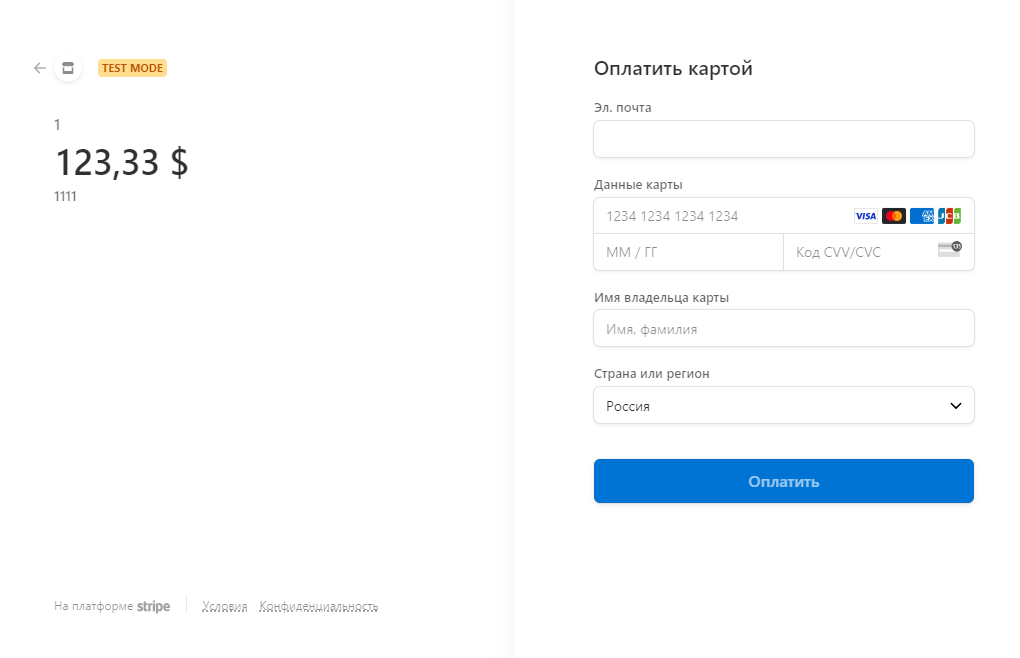 TEST MODE
1
123,33 $
1111
На платформе stripe
Условия Конфиденциальность
Оплатить картой
Эл. почта
Данные карты
1234 1234 1234 1234 VISA AMEX JCB
ММ / ГГ Код CVV/CVC 135
Имя владельца карты
Имя, фамилия
Страна или регион
Россия
Оплатить